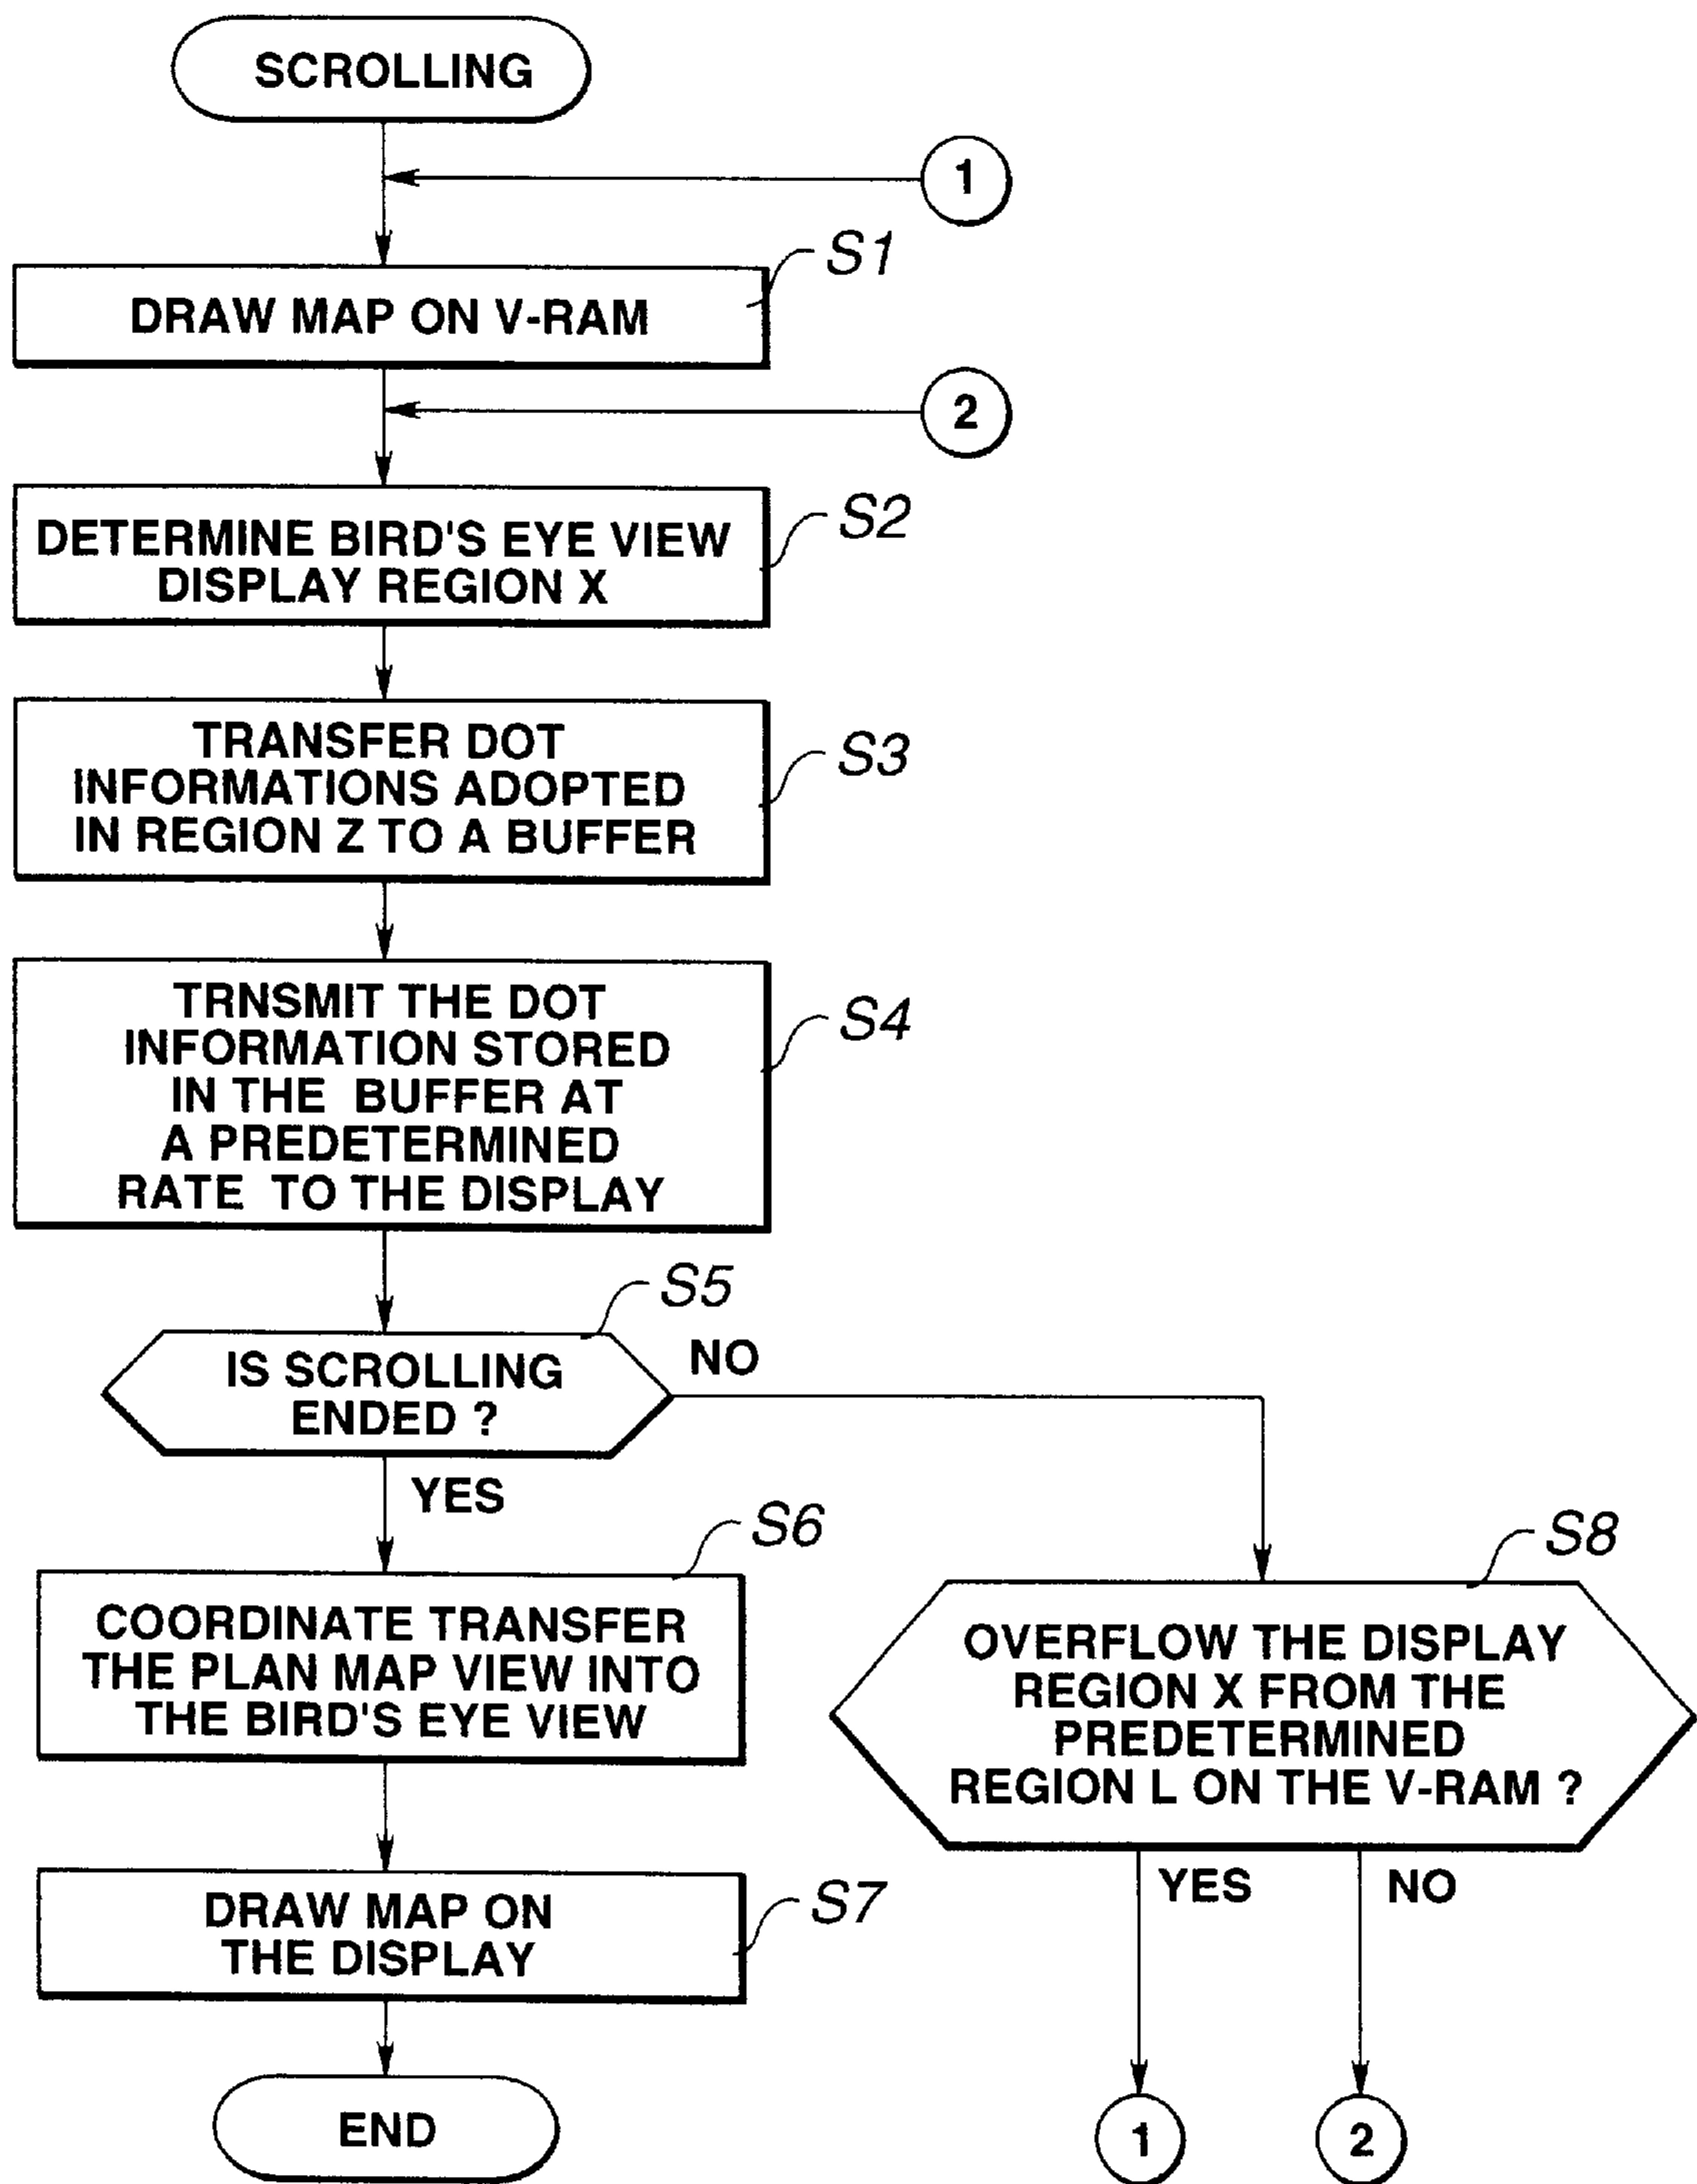 SCROLLING
1
S1
DRAW MAP ON V-RAM
2
S2
DETERMINE BIRD'S EYE VIEW
DISPLAY REGION X
S3
TRANSFER DOT
INFORMATIONS ADOPTED
IN REGION Z TO A BUFFER
S4
TRNSMIT THE DOT
INFORMATION STORED
IN THE BUFFER AT
A PREDETERMINED
RATE TO THE DISPLAY
S5
IS SCROLLING
ENDED ?
NO
YES
S6
COORDINATE TRANSFER
THE PLAN MAP VIEW INTO
THE BIRD'S EYE VIEW
S7
DRAW MAP ON
THE DISPLAY
END
S8
OVERFLOW THE DISPLAY
REGION X FROM THE
PREDETERMINED
REGION L ON THE V-RAM ?
YES
NO
1
2